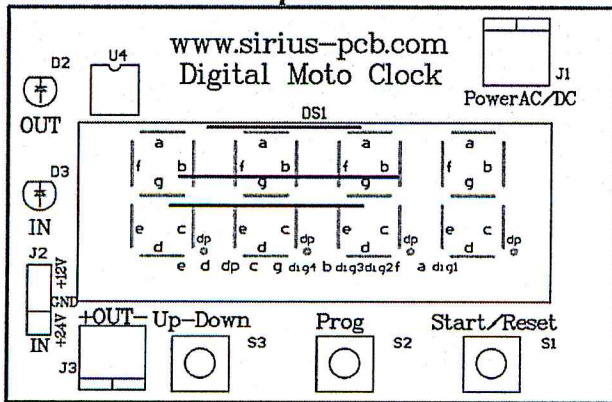 www.sirius-pcb.com
Digital Moto Clock
D2
U4
OUT
J1
PowerAC/DC
DS1
a a a a
f b f b f b f b
g g g g
D3
IN
e c e c e c e c
dp dp dp dp
d d d d
e d dp c g dig4 b dig3dig2f a dig1
J2
+12V
GND
+24V
IN
+OUT-
J3
Up-Down
S3
Prog
S2
Start/Reset
S1